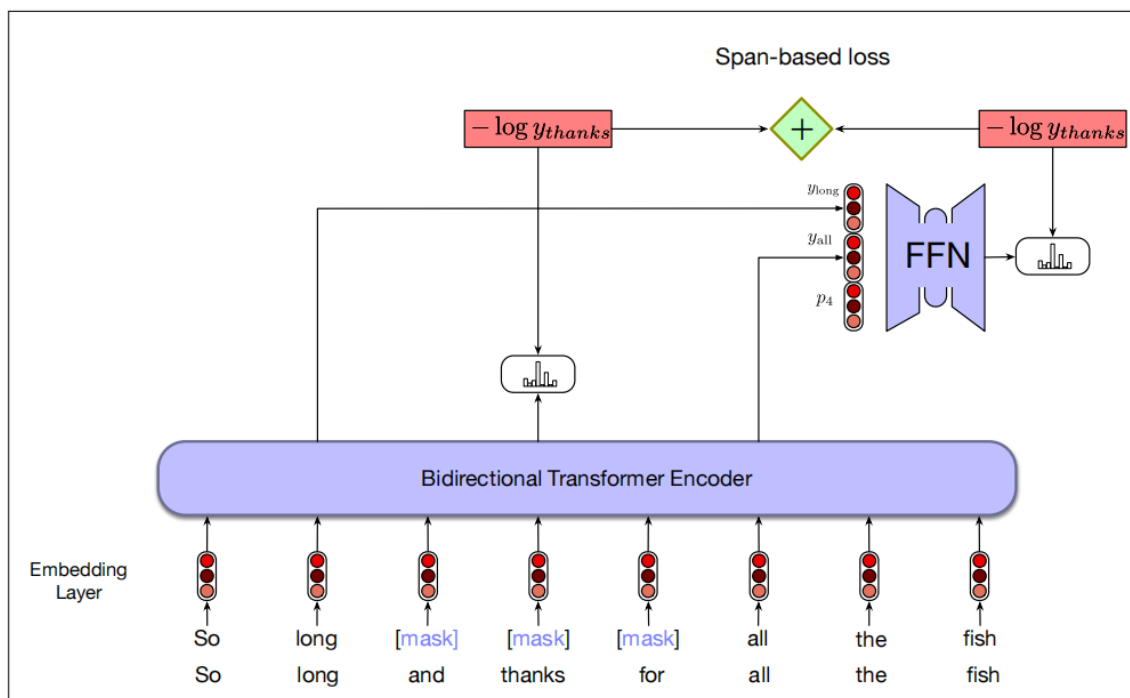 Span-based loss
− log y_thanks + − log y_thanks
y_long
y_all
FFN
p_4
Bidirectional Transformer Encoder
Embedding
Layer
So long [mask] [mask] [mask] all the fish
So long and thanks for all the fish